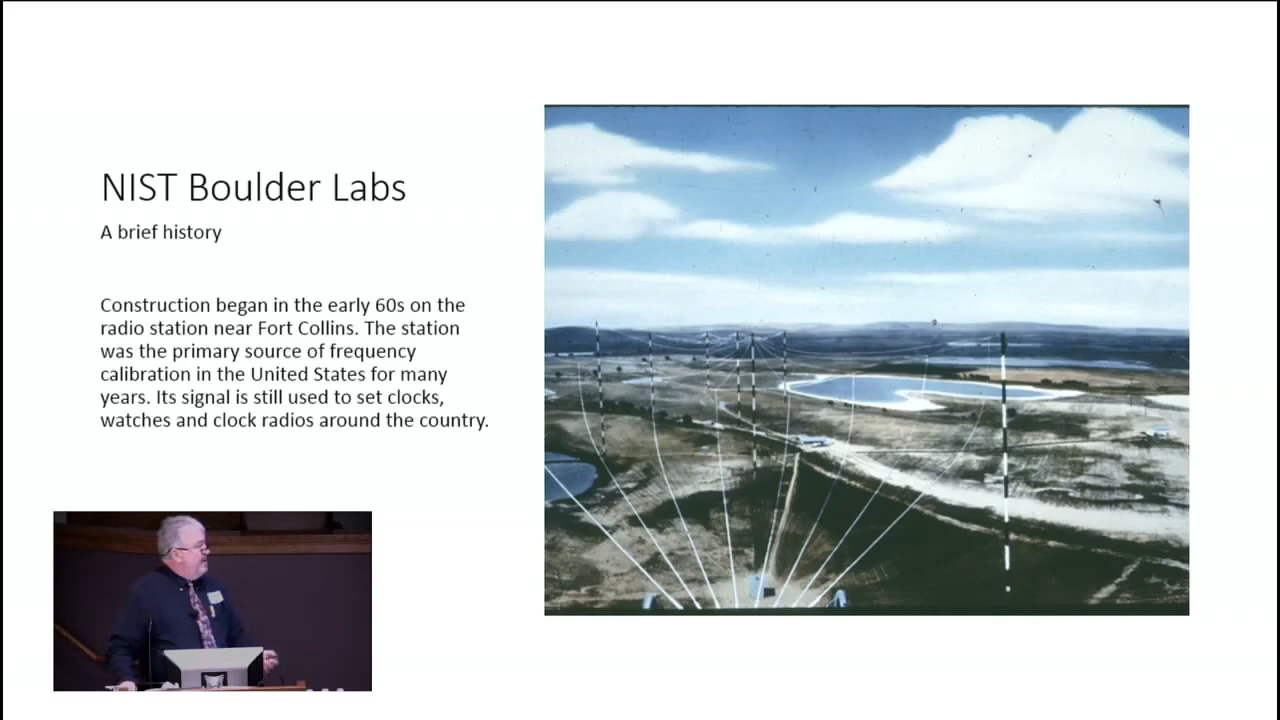 NIST Boulder Labs
A brief history
Construction began in the early 60s on the
radio station near Fort Collins. The station
was the primary source of frequency
calibration in the United States for many
years. Its signal is still used to set clocks,
watches and clock radios around the country.